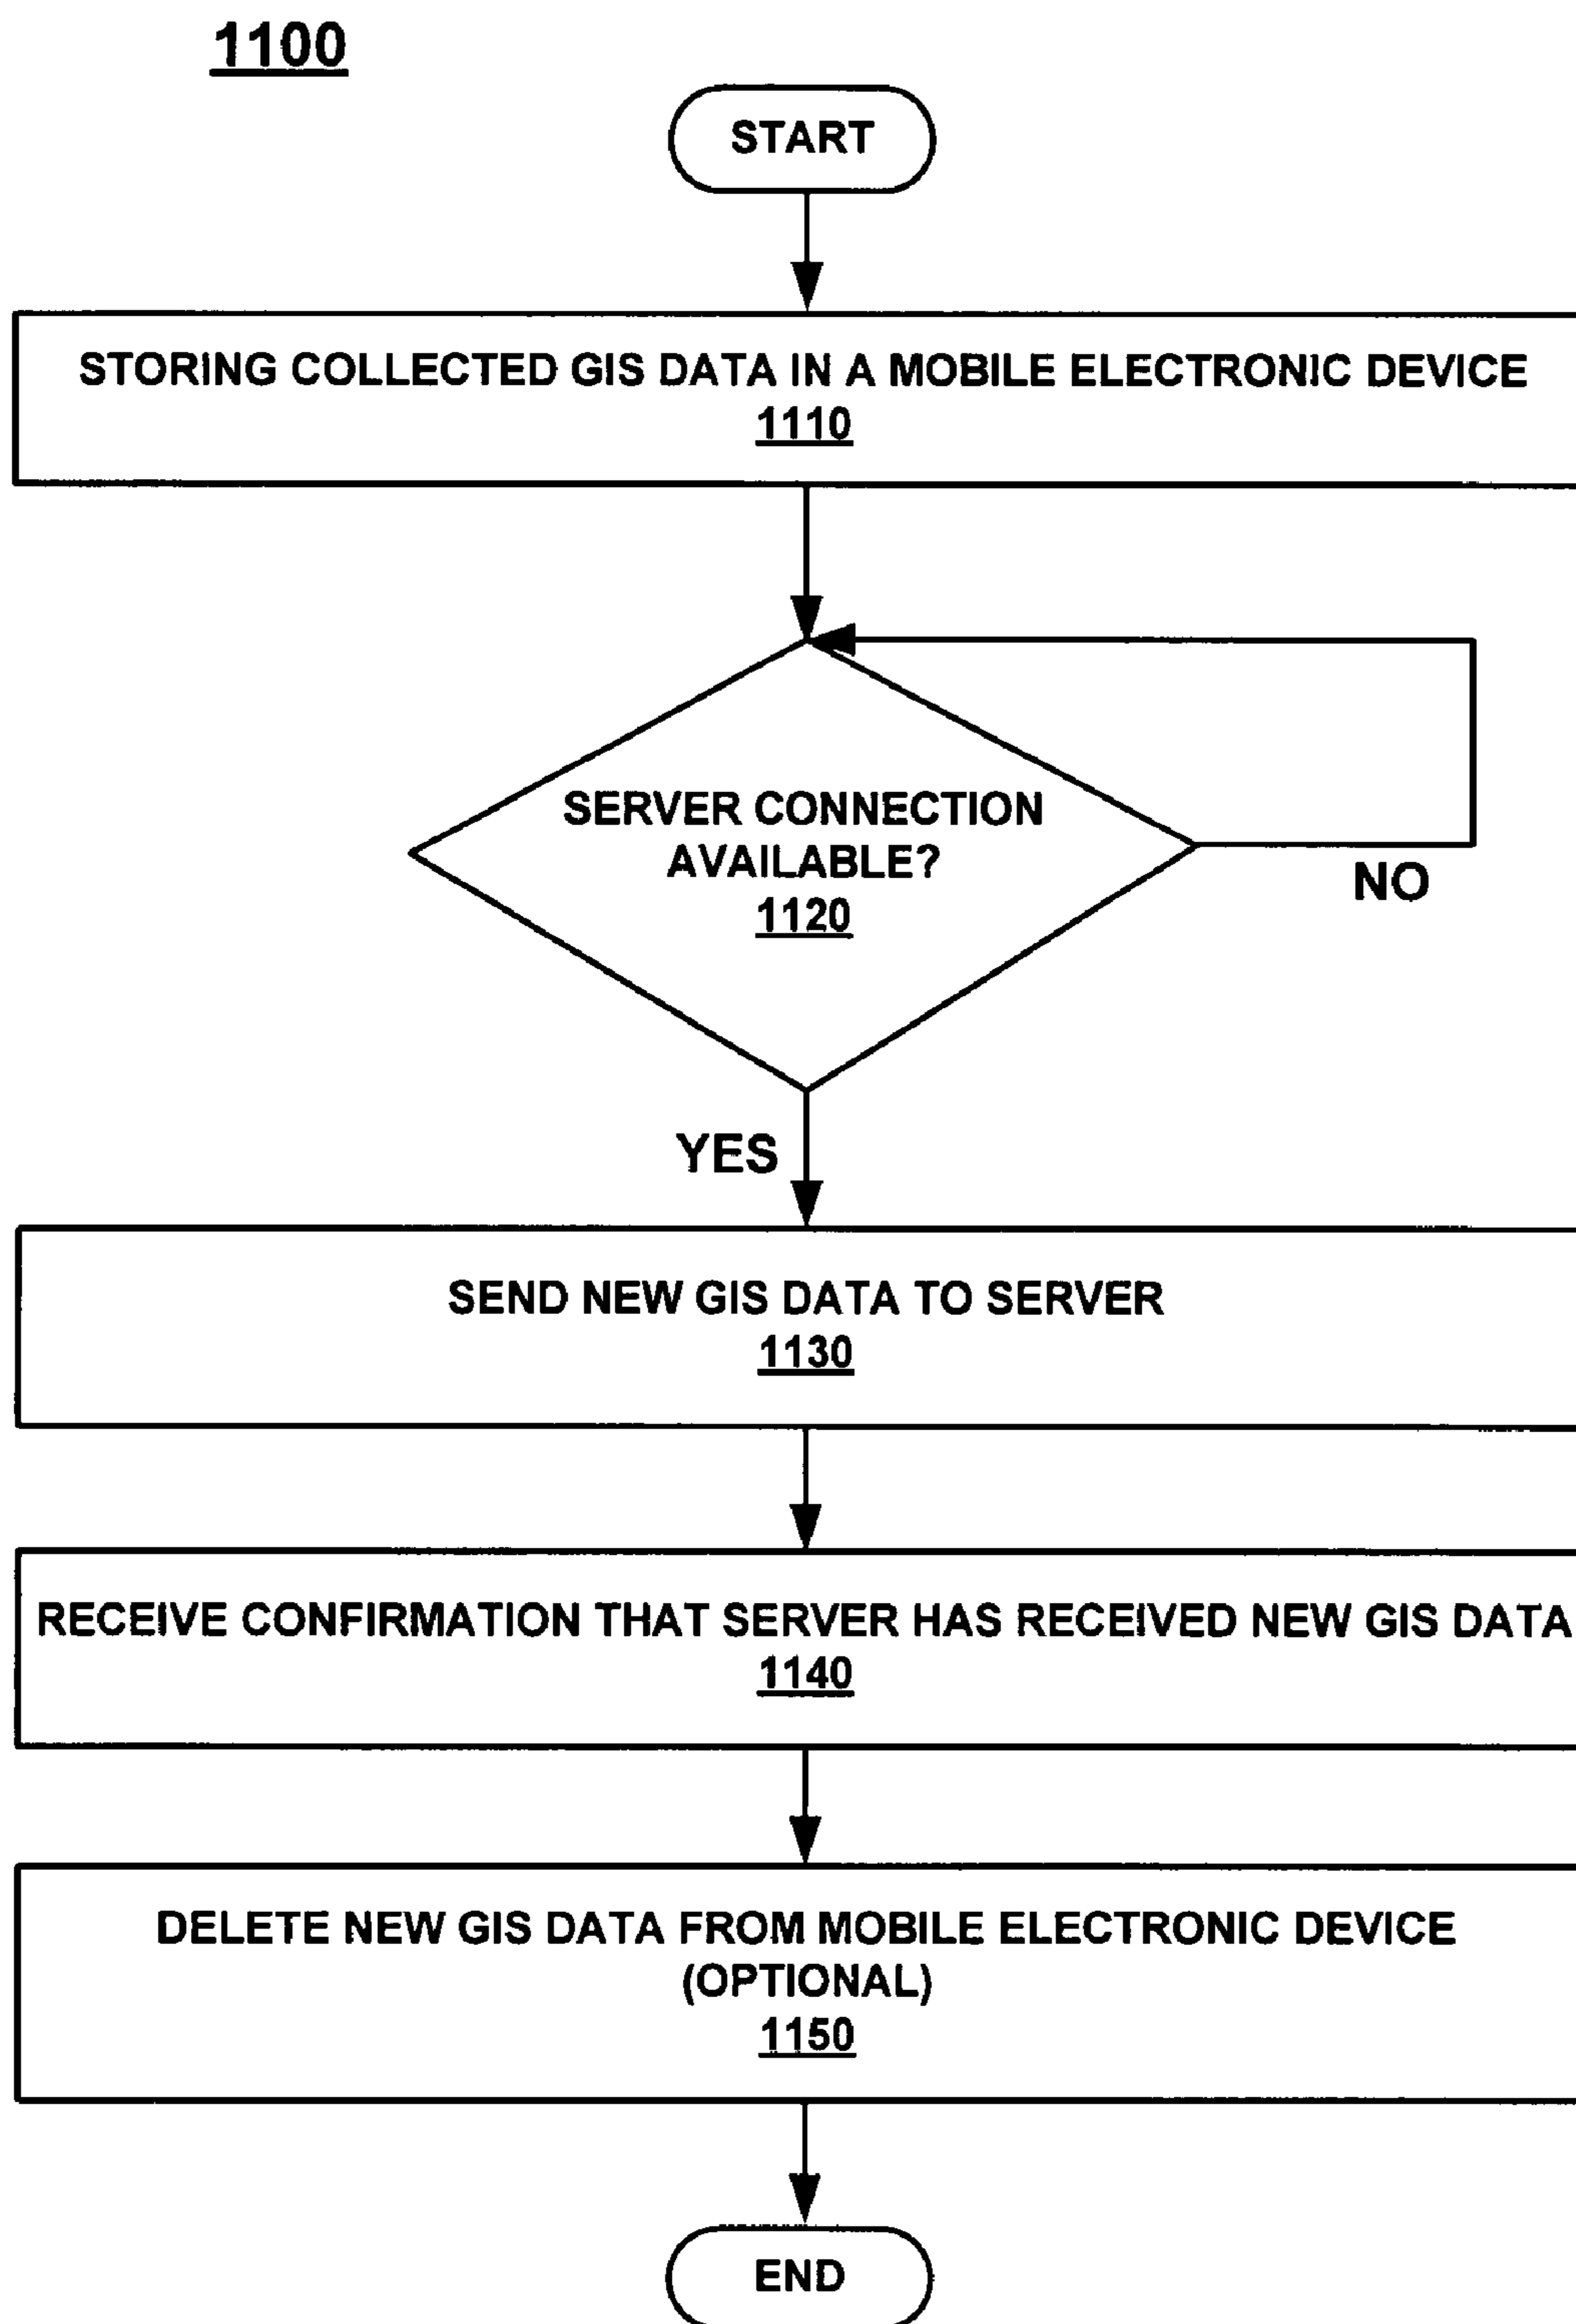 1100
START
STORING COLLECTED GIS DATA IN A MOBILE ELECTRONIC DEVICE
1110
SERVER CONNECTION
AVAILABLE?
1120
NO
YES
SEND NEW GIS DATA TO SERVER
1130
RECEIVE CONFIRMATION THAT SERVER HAS RECEIVED NEW GIS DATA
1140
DELETE NEW GIS DATA FROM MOBILE ELECTRONIC DEVICE
(OPTIONAL)
1150
END